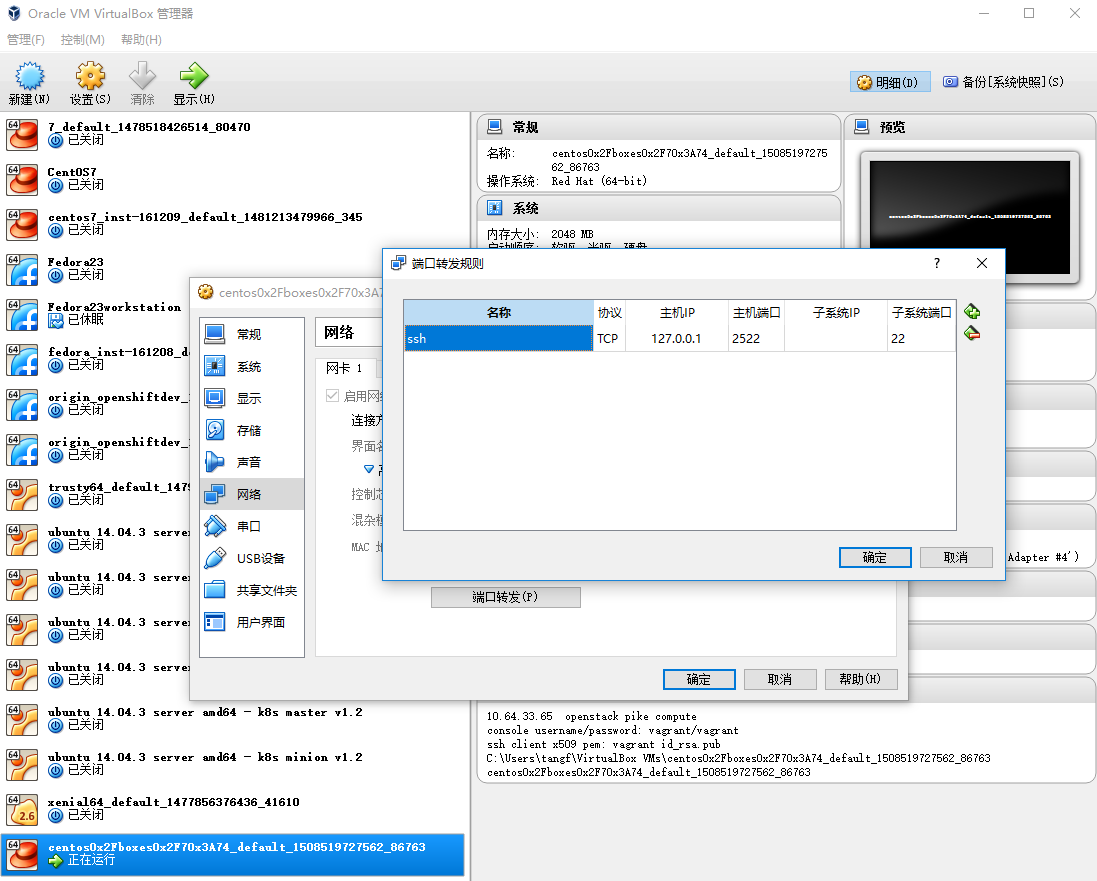 Oracle VM VirtualBox 管理器
管理(F) 控制(M) 帮助(H)
新建(N) 设置(S) 清除 显示(H) 明细(D) 备份[系统快照](S)
64 7_default_1478518426514_80470
已关闭
64 CentOS7
已关闭
64 centos7_inst-161209_default_1481213479966_345
已关闭
64 Fedora23
已关闭
64 Fedora23workstation
已休眠
64 fedora_inst-161208_d
已关闭
64 origin_openshiftdev_
已关闭
64 origin_openshiftdev_
已关闭
64 trusty64_default_1479
已关闭
64 ubuntu 14.04.3 serve
已关闭
64 ubuntu 14.04.3 serve
已关闭
64 ubuntu 14.04.3 serve
已关闭
64 ubuntu 14.04.3 serve
已关闭
64 ubuntu 14.04.3 server amd64 - k8s master v1.2
已关闭
64 ubuntu 14.04.3 server amd64 - k8s minion v1.2
已关闭
64 2.6 xenial64_default_1477856376436_41610
已关闭
64 centos0x2Fboxes0x2F70x3A74_default_1508519727562_86763
正在运行
常规
名称: centos0x2Fboxes0x2F70x3A74_default_15085197275
62_86763
操作系统: Red Hat (64-bit)
系统
内存大小: 2048 MB
启动顺序: 软驱、光驱、硬盘
预览
centos0x2Fboxes0x2F70x3A74_default_1508519727562_86763
centos0x2Fboxes0x2F70x3A7
常规
系统
显示
存储
声音
网络
串口
USB设备
共享文件夹
用户界面
网络
网卡 1
启用网络
连接方
界面名
控制芯
混杂模
MAC 地
端口转发(P)
确定 取消 帮助(H)
端口转发规则 ?
名称 协议 主机IP 主机端口 子系统IP 子系统端口
ssh TCP 127.0.0.1 2522 22
确定 取消
Adapter #4')
10.64.33.65 openstack pike compute
console username/password: vagrant/vagrant
ssh client x509 pem: vagrant id_rsa.pub
C:\Users\tangf\VirtualBox VMs\centos0x2Fboxes0x2F70x3A74_default_1508519727562_86763
centos0x2Fboxes0x2F70x3A74_default_1508519727562_86763